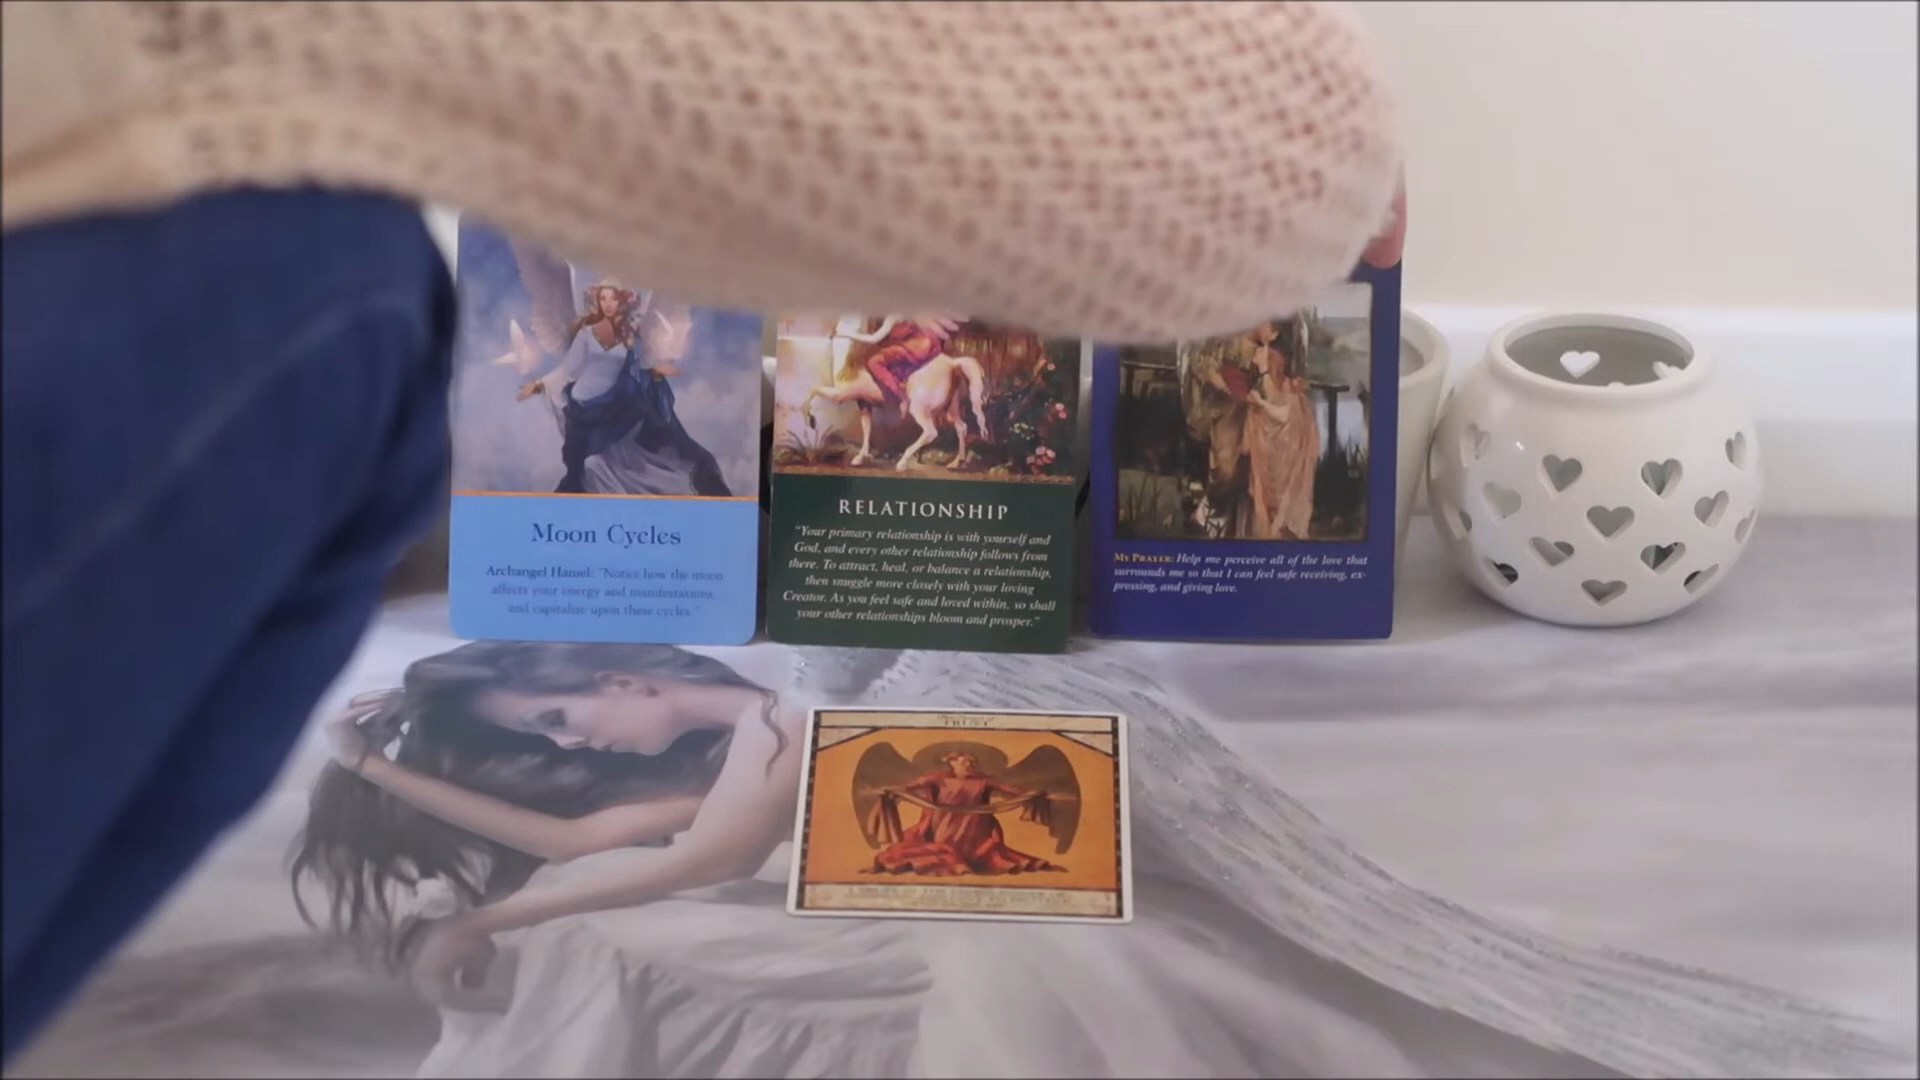 Moon Cycles
Archangel Haniel: "Notice how the moon
affects your energy and manifestations,
and capitalize upon these cycles."
RELATIONSHIP
"Your primary relationship is with yourself and
God, and every other relationship follows from
there. To attract, heal, or balance a relationship,
then snuggle more closely with your loving
Creator. As you feel safe and loved within, so shall
your other relationships bloom and prosper."
MY PRAYER: Help me perceive all of the love that
surrounds me so that I can feel safe receiving, ex-
pressing, and giving love.
TRUST